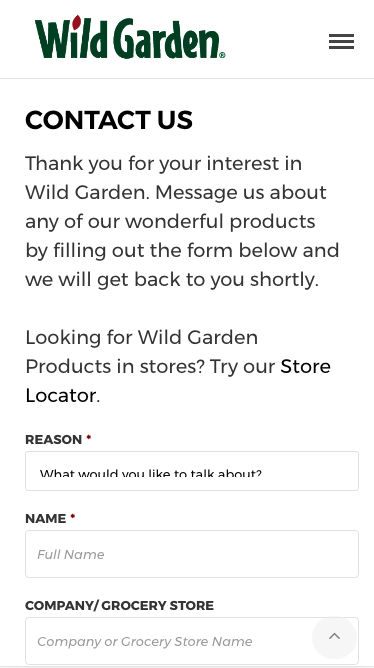 Wild Garden®
CONTACT US
Thank you for your interest in
Wild Garden. Message us about
any of our wonderful products
by filling out the form below and
we will get back to you shortly.
Looking for Wild Garden
Products in stores? Try our Store
Locator.
REASON *
What would you like to talk about?
NAME *
Full Name
COMPANY/ GROCERY STORE
Company or Grocery Store Name